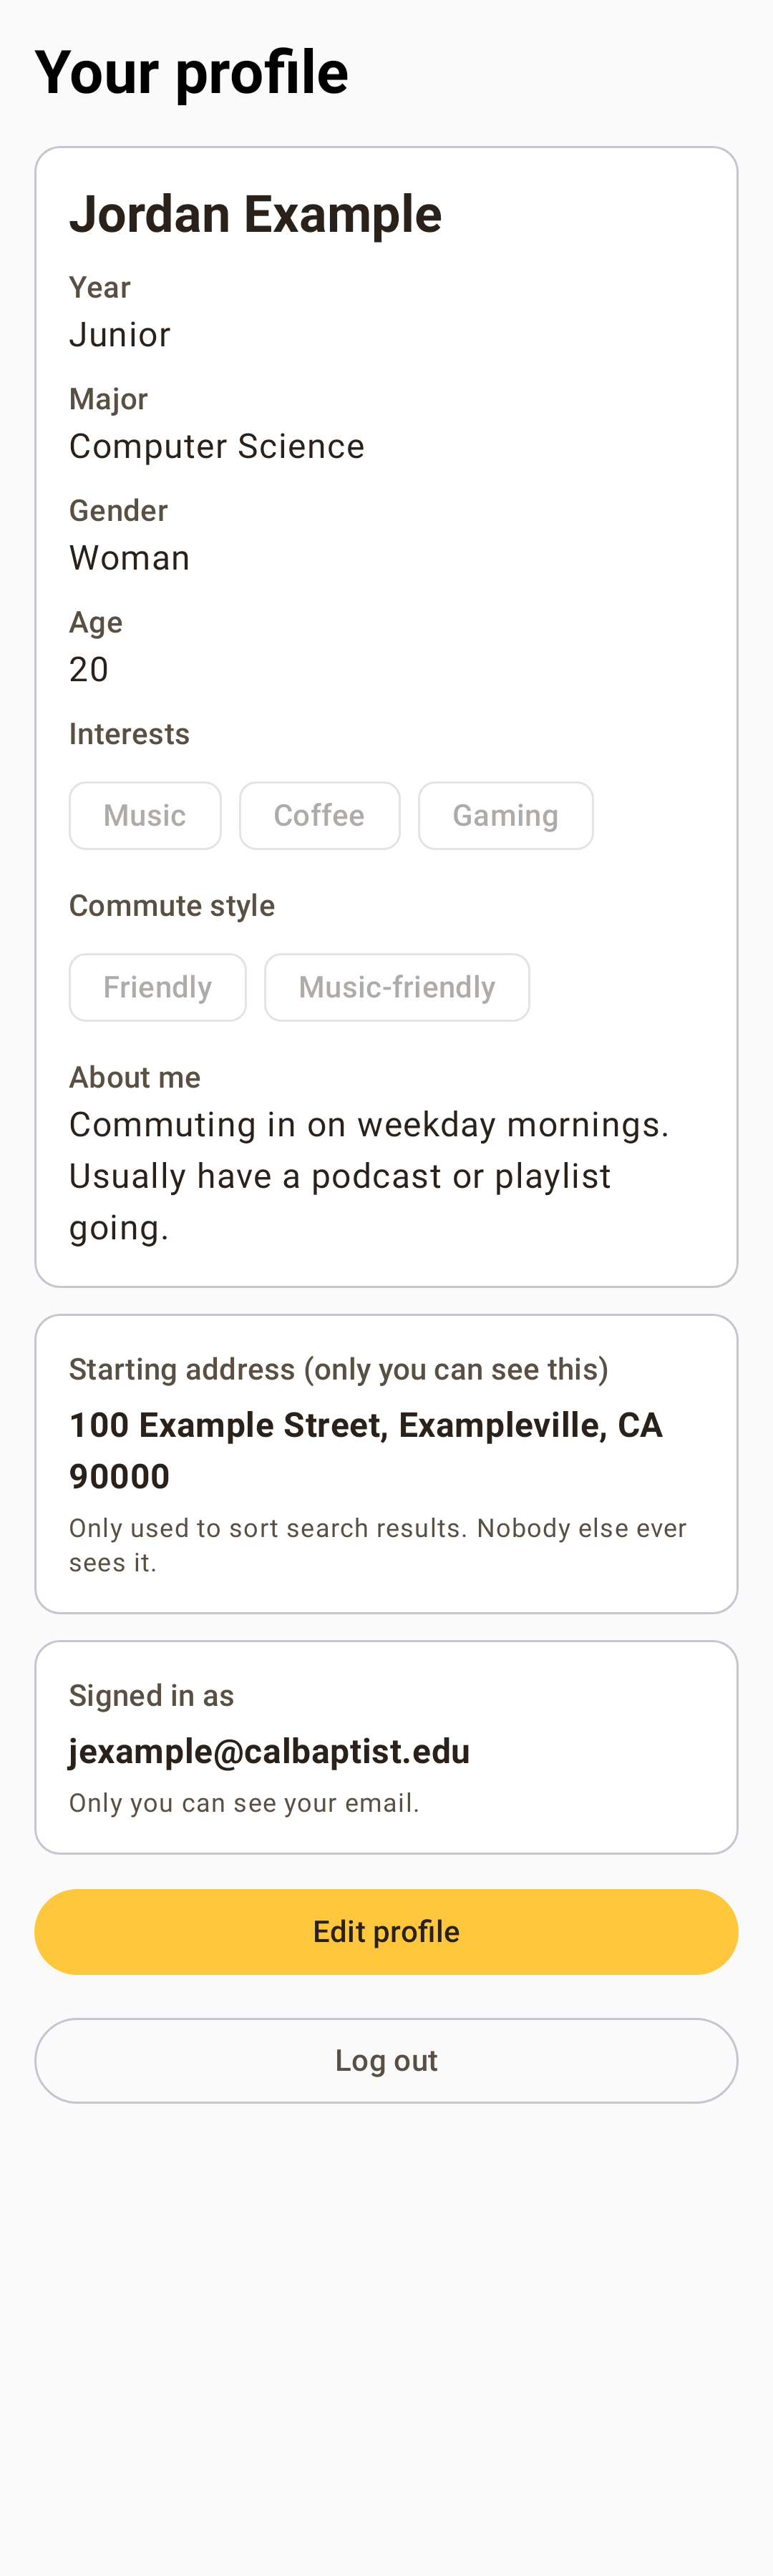 Your profile
Jordan Example
Year
Junior
Major
Computer Science
Gender
Woman
Age
20
Interests
Music Coffee Gaming
Commute style
Friendly Music-friendly
About me
Commuting in on weekday mornings.
Usually have a podcast or playlist
going.
Starting address (only you can see this)
100 Example Street, Exampleville, CA
90000
Only used to sort search results. Nobody else ever
sees it.
Signed in as
jexample@calbaptist.edu
Only you can see your email.
Edit profile
Log out